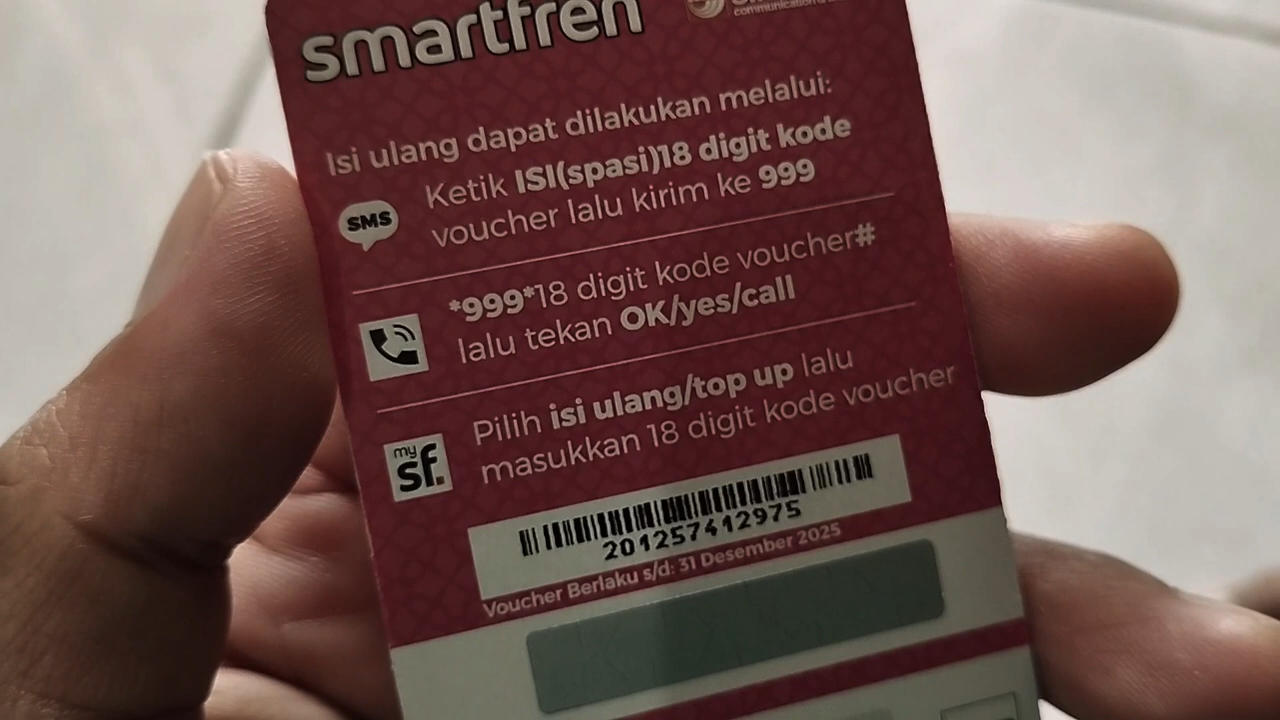 smartfren
Isi ulang dapat dilakukan melalui:
SMS
Ketik ISI(spasi)18 digit kode
voucher lalu kirim ke 999
*999*18 digit kode voucher#
lalu tekan OK/yes/call
my sf.
Pilih isi ulang/top up lalu
masukkan 18 digit kode voucher
201257412975
Voucher Berlaku s/d: 31 Desember 2025